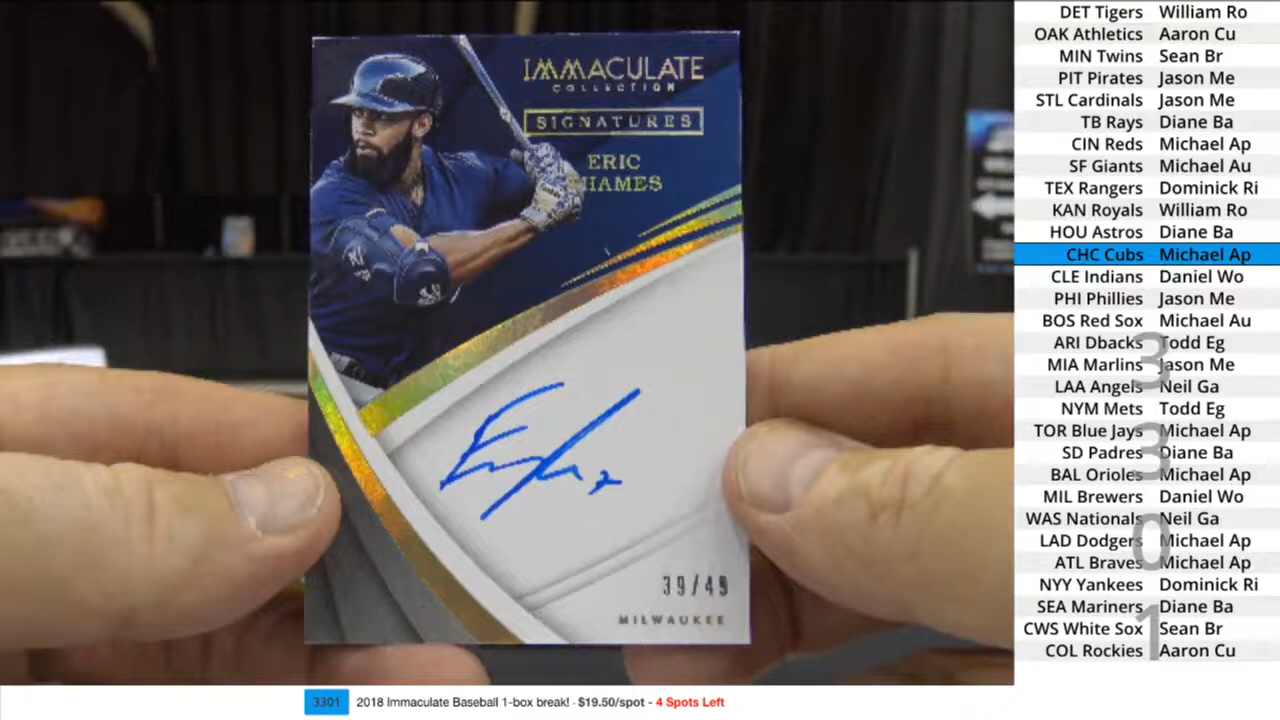 IMMACULATE
COLLECTION
SIGNATURES
ERIC
THAMES
39/49
MILWAUKEE
DET Tigers William Ro
OAK Athletics Aaron Cu
MIN Twins Sean Br
PIT Pirates Jason Me
STL Cardinals Jason Me
TB Rays Diane Ba
CIN Reds Michael Ap
SF Giants Michael Au
TEX Rangers Dominick Ri
KAN Royals William Ro
HOU Astros Diane Ba
CHC Cubs Michael Ap
CLE Indians Daniel Wo
PHI Phillies Jason Me
BOS Red Sox Michael Au
ARI Dbacks Todd Eg
MIA Marlins Jason Me
LAA Angels Neil Ga
NYM Mets Todd Eg
TOR Blue Jays Michael Ap
SD Padres Diane Ba
BAL Orioles Michael Ap
MIL Brewers Daniel Wo
WAS Nationals Neil Ga
LAD Dodgers Michael Ap
ATL Braves Michael Ap
NYY Yankees Dominick Ri
SEA Mariners Diane Ba
CWS White Sox Sean Br
COL Rockies Aaron Cu
3
3
0
1
3301 2018 Immaculate Baseball 1-box break! - $19.50/spot - 4 Spots Left